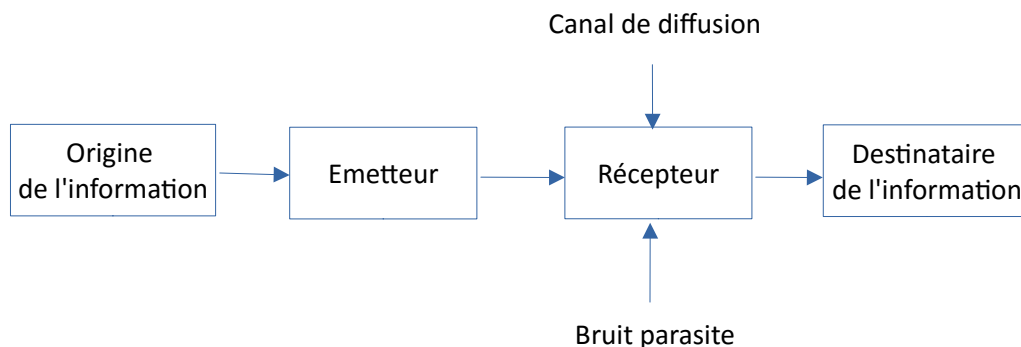 Canal de diffusion
Origine
de l'information
Emetteur
Récepteur
Destinataire
de l'information
Bruit parasite